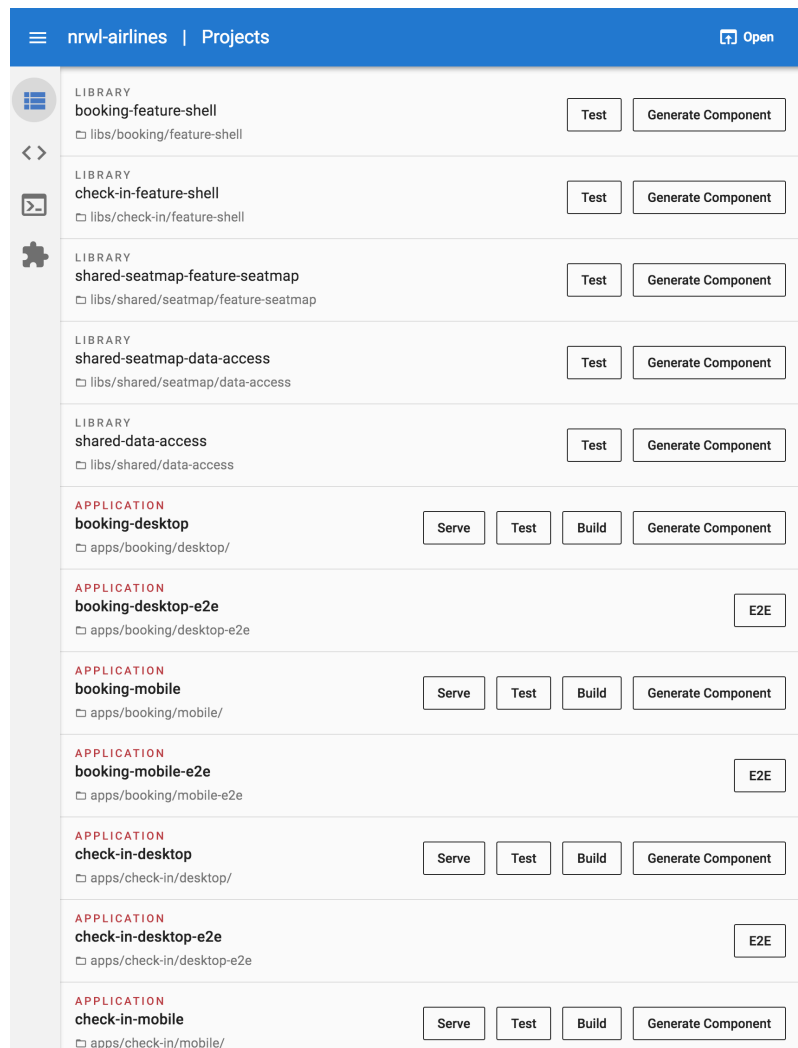 nrwl-airlines | Projects
Open
LIBRARY
booking-feature-shell
libs/booking/feature-shell
Test
Generate Component
LIBRARY
check-in-feature-shell
libs/check-in/feature-shell
Test
Generate Component
LIBRARY
shared-seatmap-feature-seatmap
libs/shared/seatmap/feature-seatmap
Test
Generate Component
LIBRARY
shared-seatmap-data-access
libs/shared/seatmap/data-access
Test
Generate Component
LIBRARY
shared-data-access
libs/shared/data-access
Test
Generate Component
APPLICATION
booking-desktop
apps/booking/desktop/
Serve
Test
Build
Generate Component
APPLICATION
booking-desktop-e2e
apps/booking/desktop-e2e
E2E
APPLICATION
booking-mobile
apps/booking/mobile/
Serve
Test
Build
Generate Component
APPLICATION
booking-mobile-e2e
apps/booking/mobile-e2e
E2E
APPLICATION
check-in-desktop
apps/check-in/desktop/
Serve
Test
Build
Generate Component
APPLICATION
check-in-desktop-e2e
apps/check-in/desktop-e2e
E2E
APPLICATION
check-in-mobile
apps/check-in/mobile/
Serve
Test
Build
Generate Component